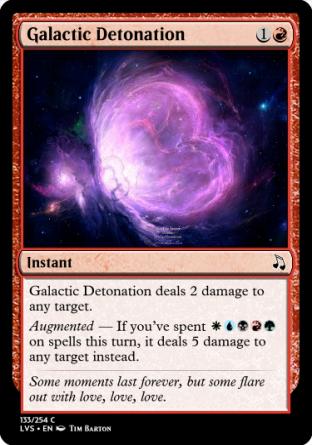 Galactic Detonation 1
Instant
Galactic Detonation deals 2 damage to
any target.
Augmented — If you've spent
on spells this turn, it deals 5 damage to
any target instead.
Some moments last forever, but some flare
out with love, love, love.
133/254 C
LVS • EN TIM BARTON